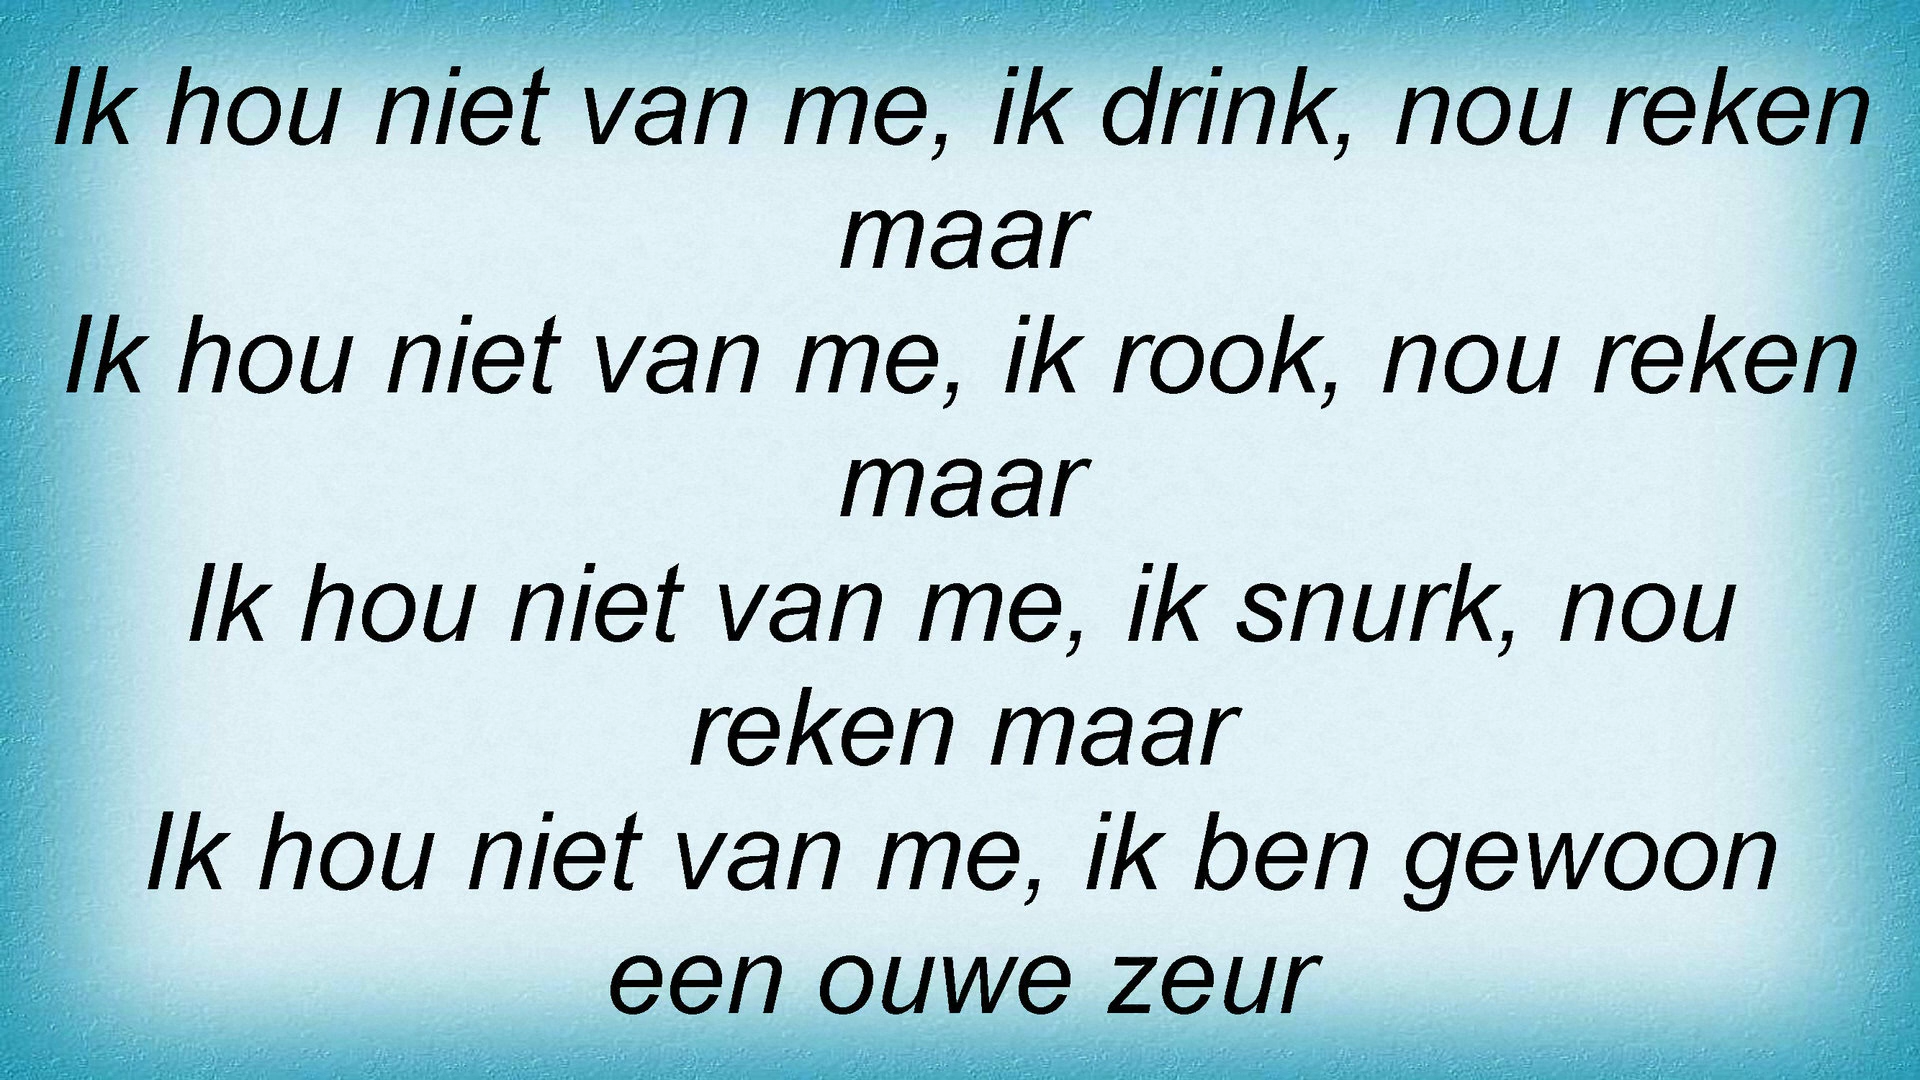 Ik hou niet van me, ik drink, nou reken
maar
Ik hou niet van me, ik rook, nou reken
maar
Ik hou niet van me, ik snurk, nou
reken maar
Ik hou niet van me, ik ben gewoon
een ouwe zeur